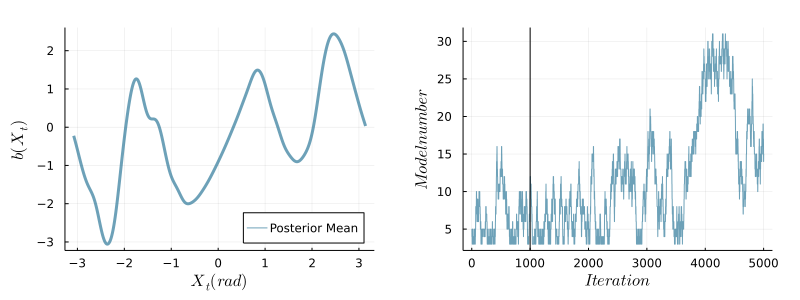 2
1
0
−1
−2
−3
b(X_t)
−3 −2 −1 0 1 2 3
X_t(rad)
Posterior Mean
30
25
20
15
10
5
Modelnumber
0 1000 2000 3000 4000 5000
Iteration